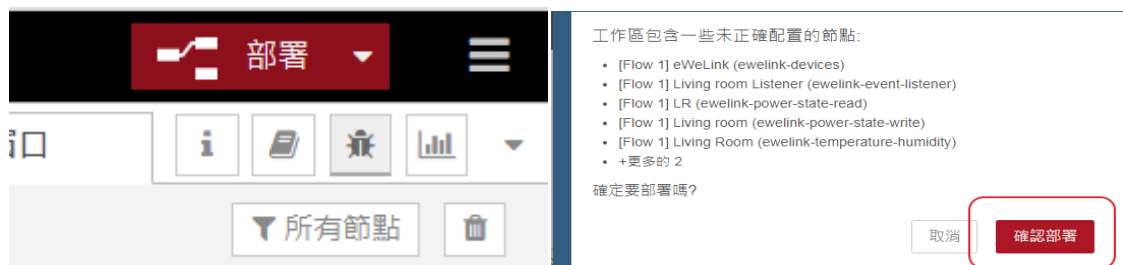 部署
窗口
所有節點
工作區包含一些未正確配置的節點:
[Flow 1] eWeLink (ewelink-devices)
[Flow 1] Living room Listener (ewelink-event-listener)
[Flow 1] LR (ewelink-power-state-read)
[Flow 1] Living room (ewelink-power-state-write)
[Flow 1] Living Room (ewelink-temperature-humidity)
+更多的 2
確定要部署嗎?
取消
確認部署